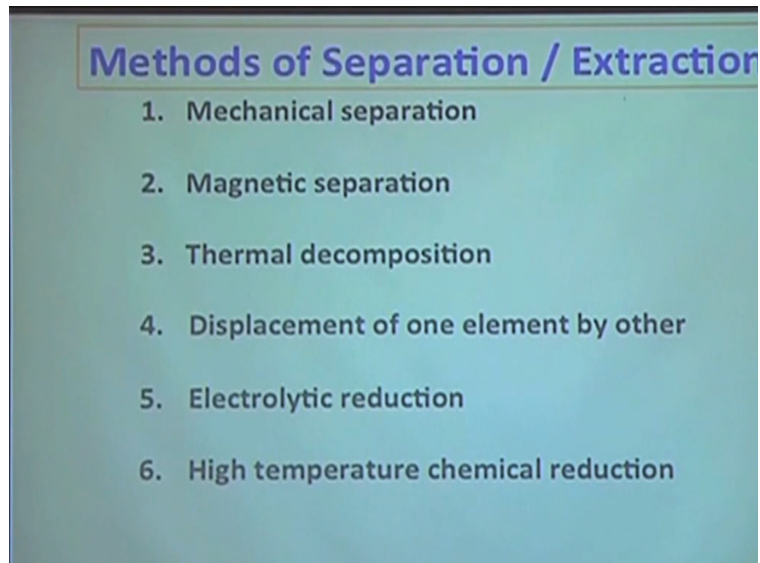 Methods of Separation / Extraction
1. Mechanical separation
2. Magnetic separation
3. Thermal decomposition
4. Displacement of one element by other
5. Electrolytic reduction
6. High temperature chemical reduction